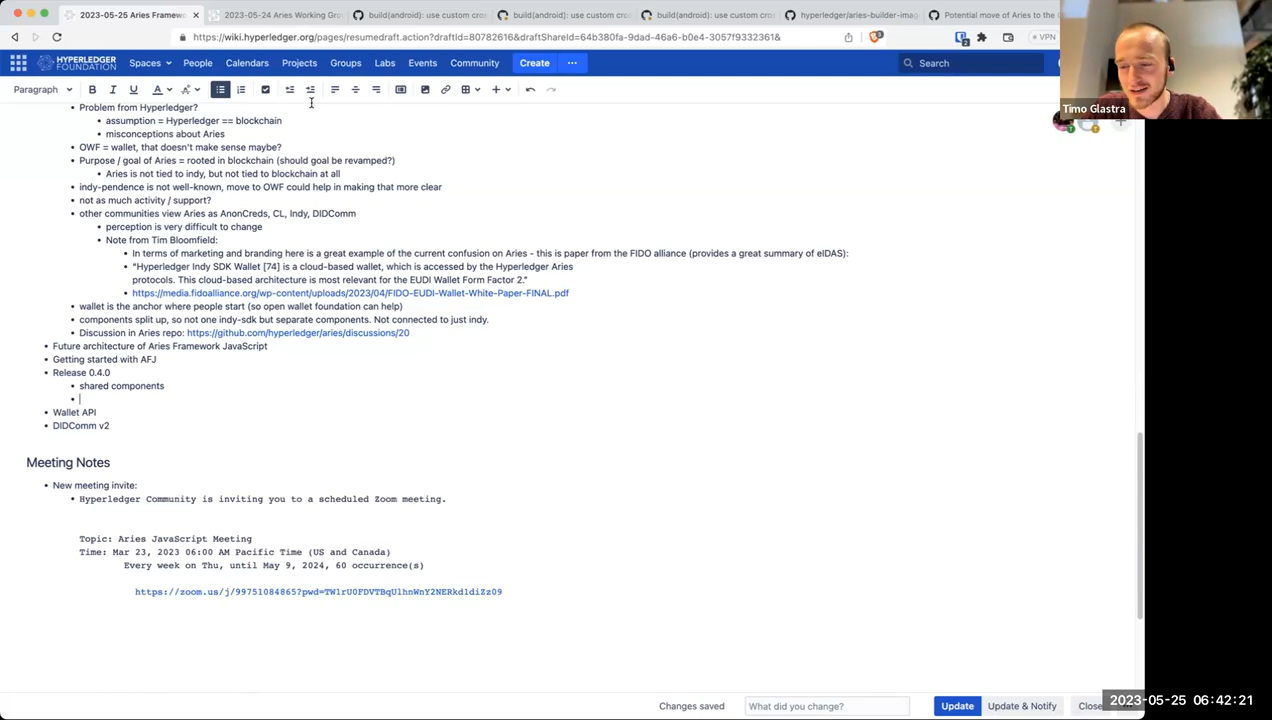 2023-05-25 Aries Framew
2023-05-24 Aries Working Gro
build(android): use custom cro
build(android): use custom cro
build(android): use custom cro
hyperledger/aries-builder-imag
Potential move of Aries to the O
https://wiki.hyperledger.org/pages/resumedraft.action?draftId=80782616&draftShareId=64b380fa-9dad-46a6-b0e4-3057f9332361&
VPN
HYPERLEDGER FOUNDATION
Spaces
People
Calendars
Projects
Groups
Labs
Events
Community
Create
Search
Timo Glastra
Paragraph
B I U A
• Problem from Hyperledger?
• assumption = Hyperledger == blockchain
• misconceptions about Aries
• OWF = wallet, that doesn't make sense maybe?
• Purpose / goal of Aries = rooted in blockchain (should goal be revamped?)
• Aries is not tied to indy, but not tied to blockchain at all
• indy-pendence is not well-known, move to OWF could help in making that more clear
• not as much activity / support?
• other communities view Aries as AnonCreds, CL, Indy, DIDComm
• perception is very difficult to change
• Note from Tim Bloomfield:
• In terms of marketing and branding here is a great example of the current confusion on Aries - this is paper from the FIDO alliance (provides a great summary of eIDAS):
• "Hyperledger Indy SDK Wallet [74] is a cloud-based wallet, which is accessed by the Hyperledger Aries
protocols. This cloud-based architecture is most relevant for the EUDI Wallet Form Factor 2."
• https://media.fidoalliance.org/wp-content/uploads/2023/04/FIDO-EUDI-Wallet-White-Paper-FINAL.pdf
• wallet is the anchor where people start (so open wallet foundation can help)
• components split up, so not one indy-sdk but separate components. Not connected to just indy.
• Discussion in Aries repo: https://github.com/hyperledger/aries/discussions/20
• Future architecture of Aries Framework JavaScript
• Getting started with AFJ
• Release 0.4.0
• shared components
•
• Wallet API
• DIDComm v2
Meeting Notes
• New meeting invite:
• Hyperledger Community is inviting you to a scheduled Zoom meeting.
Topic: Aries JavaScript Meeting
Time: Mar 23, 2023 06:00 AM Pacific Time (US and Canada)
Every week on Thu, until May 9, 2024, 60 occurrence(s)
https://zoom.us/j/99751084865?pwd=TW1rU0FDVTBqUlhnWnY2NERkd1diZz09
Changes saved
What did you change?
Update
Update & Notify
Close
2023-05-25 06:42:21